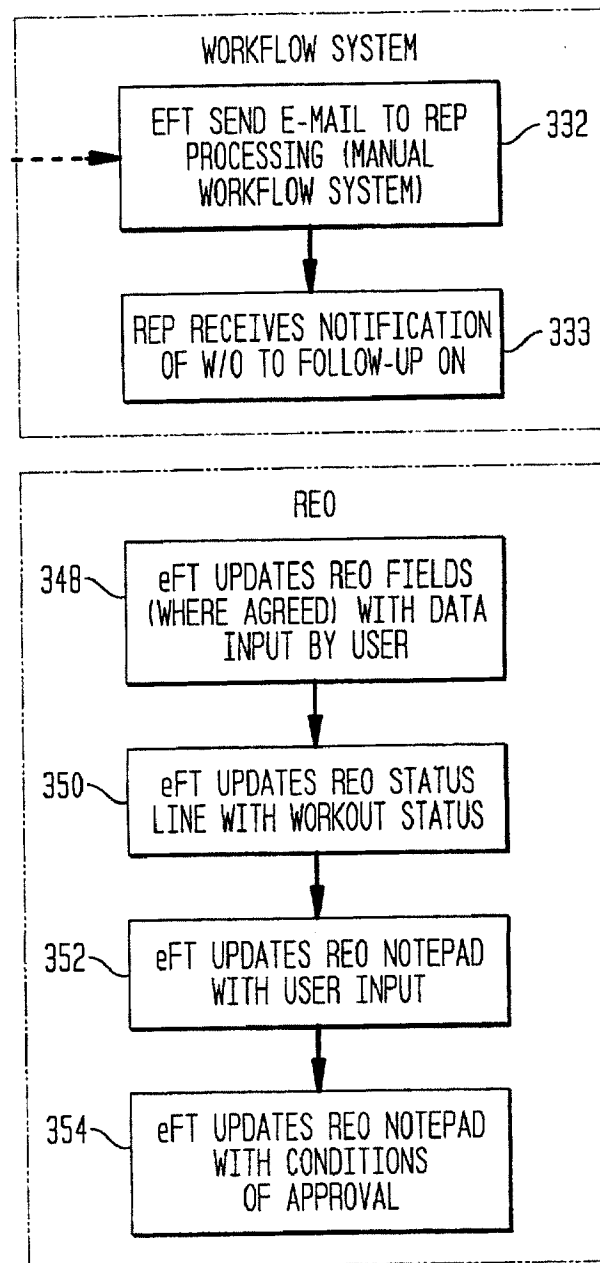 WORKFLOW SYSTEM
EFT SEND E-MAIL TO REP
PROCESSING (MANUAL
WORKFLOW SYSTEM)
332
REP RECEIVES NOTIFICATION
OF W/O TO FOLLOW-UP ON
333
REO
348
eFT UPDATES REO FIELDS
(WHERE AGREED) WITH DATA
INPUT BY USER
350
eFT UPDATES REO STATUS
LINE WITH WORKOUT STATUS
352
eFT UPDATES REO NOTEPAD
WITH USER INPUT
354
eFT UPDATES REO NOTEPAD
WITH CONDITIONS
OF APPROVAL